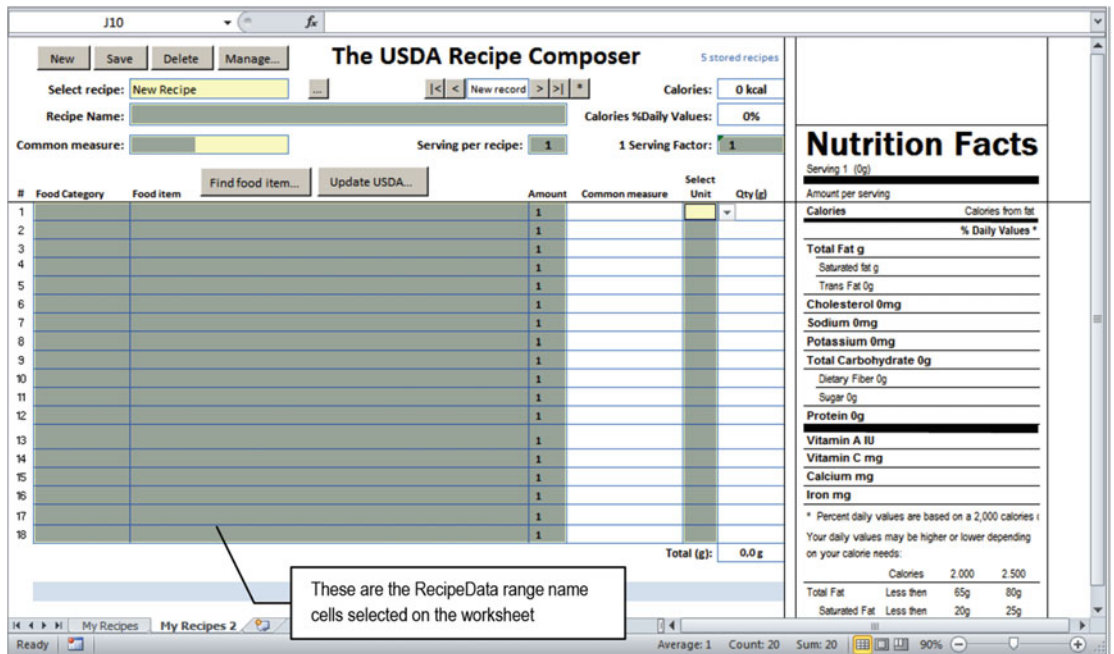 J10 fx
New Save Delete Manage... The USDA Recipe Composer 5 stored recipes
Select recipe: New Recipe ... |< < New record > >| * Calories: 0 kcal
Recipe Name: Calories %Daily Values: 0%
Common measure: Serving per recipe: 1 1 Serving Factor: 1
Find food item... Update USDA...
# Food Category Food item Amount Common measure Select Unit Qty (g)
1 1
2 1
3 1
4 1
5 1
6 1
7 1
8 1
9 1
10 1
11 1
12 1
13 1
14 1
15 1
16 1
17 1
18 1
Total (g): 0,0 g
These are the RecipeData range name
cells selected on the worksheet
Nutrition Facts
Serving 1 (0g)
Amount per serving
Calories Calories from fat
% Daily Values *
Total Fat g
Saturated fat g
Trans Fat 0g
Cholesterol 0mg
Sodium 0mg
Potassium 0mg
Total Carbohydrate 0g
Dietary Fiber 0g
Sugar 0g
Protein 0g
Vitamin A IU
Vitamin C mg
Calcium mg
Iron mg
* Percent daily values are based on a 2,000 calories
Your daily values may be higher or lower depending
on your calorie needs:
Calories 2.000 2.500
Total Fat Less then 65g 80g
Saturated Fat Less then 20g 25g
My Recipes My Recipes 2
Ready Average: 1 Count: 20 Sum: 20 90%